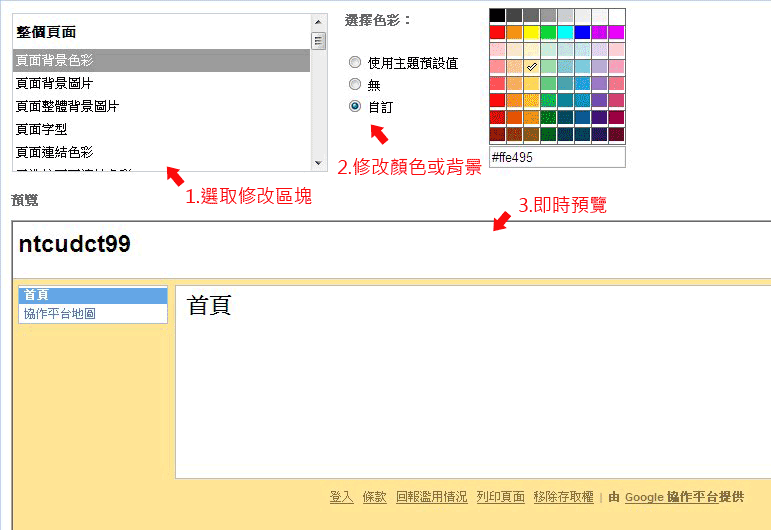 整個頁面
頁面背景色彩
頁面背景圖片
頁面整體背景圖片
頁面字型
頁面連結色彩
選擇色彩：
使用主題預設值
無
自訂
#ffe495
1.選取修改區塊
2.修改顏色或背景
3.即時預覽
預覽
ntcudct99
首頁
協作平台地圖
首頁
登入 條款 回報濫用情況 列印頁面 移除存取權 | 由 Google 協作平台提供